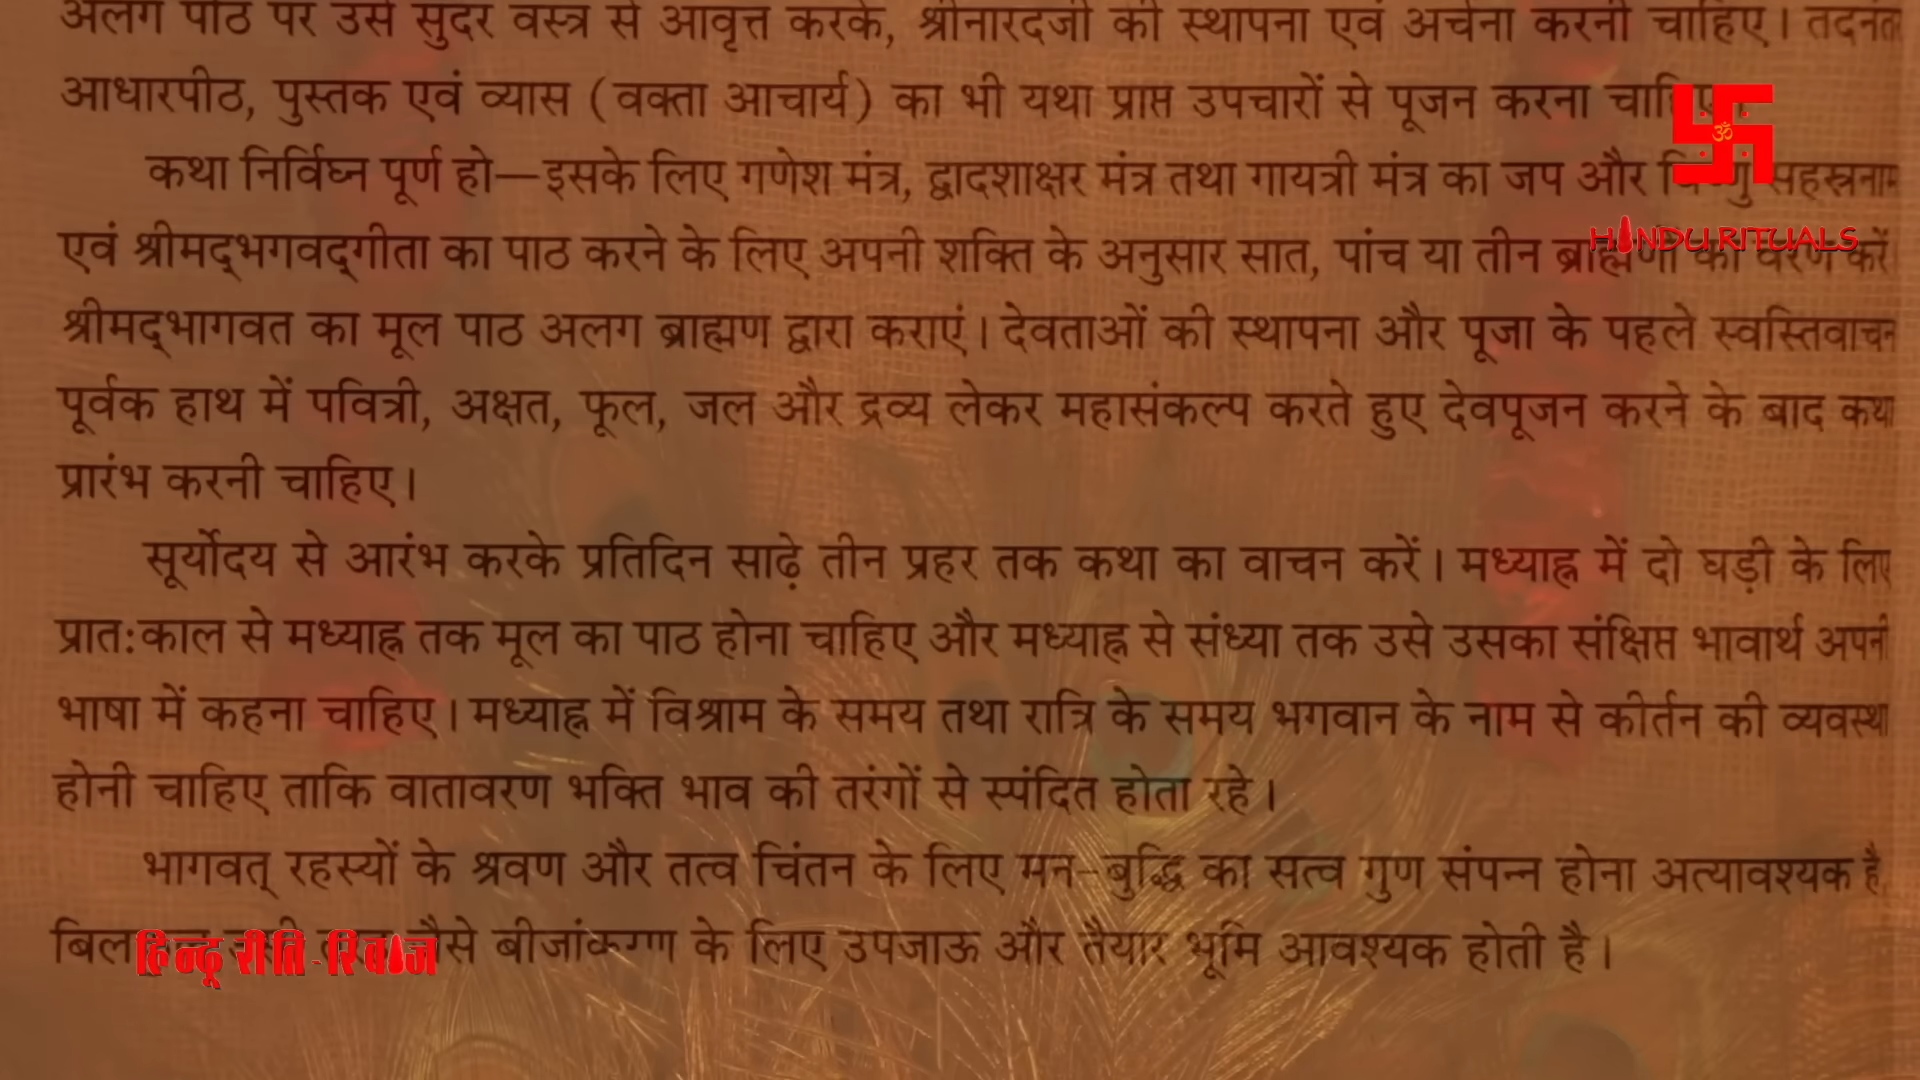 अलग पीठ पर उसे सुंदर वस्त्र से आवृत्त करके, श्रीनारदजी की स्थापना एवं अर्चना करनी चाहिए। तदनंतर
आधारपीठ, पुस्तक एवं व्यास (वक्ता आचार्य) का भी यथा प्राप्त उपचारों से पूजन करना चाहिए
ॐ
कथा निर्विघ्न पूर्ण हो—इसके लिए गणेश मंत्र, द्वादशाक्षर मंत्र तथा गायत्री मंत्र का जप और सहस्रनाम
HINDU RITUALS
एवं श्रीमद्भगवद्गीता का पाठ करने के लिए अपनी शक्ति के अनुसार सात, पांच या तीन ब्राह्मणों का वरण करें
श्रीमद्भागवत का मूल पाठ अलग ब्राह्मण द्वारा कराएं। देवताओं की स्थापना और पूजा के पहले स्वस्तिवाचन
पूर्वक हाथ में पवित्री, अक्षत, फूल, जल और द्रव्य लेकर महासंकल्प करते हुए देवपूजन करने के बाद कथा
प्रारंभ करनी चाहिए।
सूर्योदय से आरंभ करके प्रतिदिन साढ़े तीन प्रहर तक कथा का वाचन करें। मध्याह्न में दो घड़ी के लिए
प्रात:काल से मध्याह्न तक मूल का पाठ होना चाहिए और मध्याह्न से संध्या तक उसे उसका संक्षिप्त भावार्थ अपनी
भाषा में कहना चाहिए। मध्याह्न में विश्राम के समय तथा रात्रि के समय भगवान के नाम से कीर्तन की व्यवस्था
होनी चाहिए ताकि वातावरण भक्ति भाव की तरंगों से स्पंदित होता रहे।
भागवत् रहस्यों के श्रवण और तत्व चिंतन के लिए मन-बुद्धि का सत्व गुण संपन्न होना अत्यावश्यक है
जैसे के लिए उपजाऊ और तैयार भूमि आवश्यक होती है।
हिन्दू रीति-रिवाज